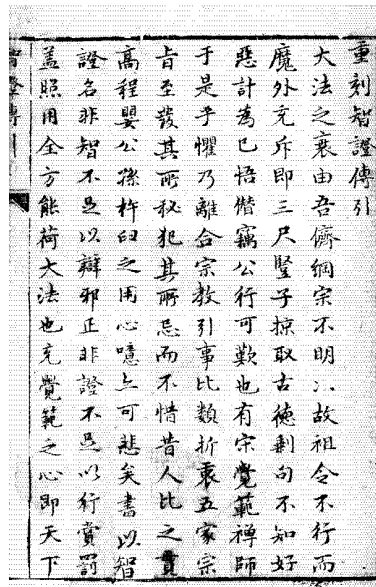 重刻智證傳引
大法之衰由吾儕綱宗不明以故祖令不行而
魔外充斥即三尺豎子掠取古德剩句不知好
惡計為已悟僭竊公行可歎也有宋覺範禪師
于是乎懼乃離合宗教引事比類折衷五家宗
旨至發其所秘犯其所忌而不惜昔人比之貫
高程嬰公孫杵臼之用心噫亦可悲矣書以智
證名非智不足以辯邪正非證不足以行賞罰
蓋照用全方能荷大法也充覺範之心即天下
智證傳引